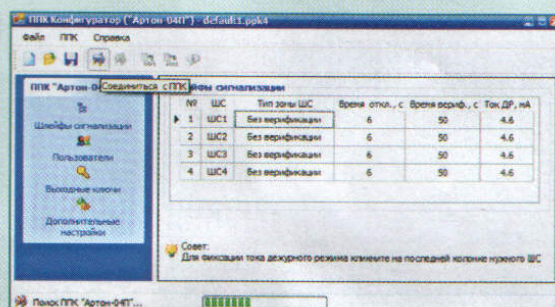 ППК Конфигуратор ("Артон-04П") - default1.ppk4
Файл ППК Справка
Соединиться с ППК
ППК "Артон-04
Шлейфы сигнализации
Пользователи
Выходные ключи
Дополнительные
настройки
фы сигнализации
№ ШС Тип зоны ШС Время откл., с Время вериф., с Ток ДР, мА
1 ШС1 Без верификации 6 50 4.6
2 ШС2 Без верификации 6 50 4.6
3 ШС3 Без верификации 6 50 4.6
4 ШС4 Без верификации 6 50 4.6
Совет:
Для фиксации тока дежурного режима кликните на последней колонке нужного ШС
Поиск ППК "Артон-04П"...